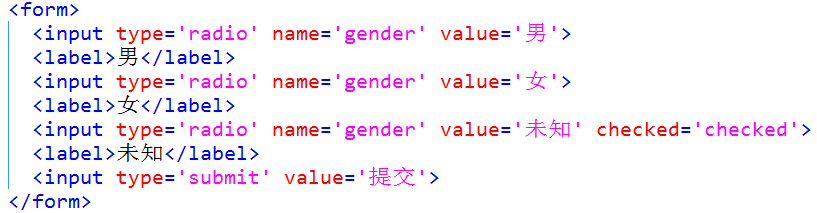 <form>
<input type='radio' name='gender' value='男'>
<label>男</label>
<input type='radio' name='gender' value='女'>
<label>女</label>
<input type='radio' name='gender' value='未知' checked='checked'>
<label>未知</label>
<input type='submit' value='提交'>
</form>